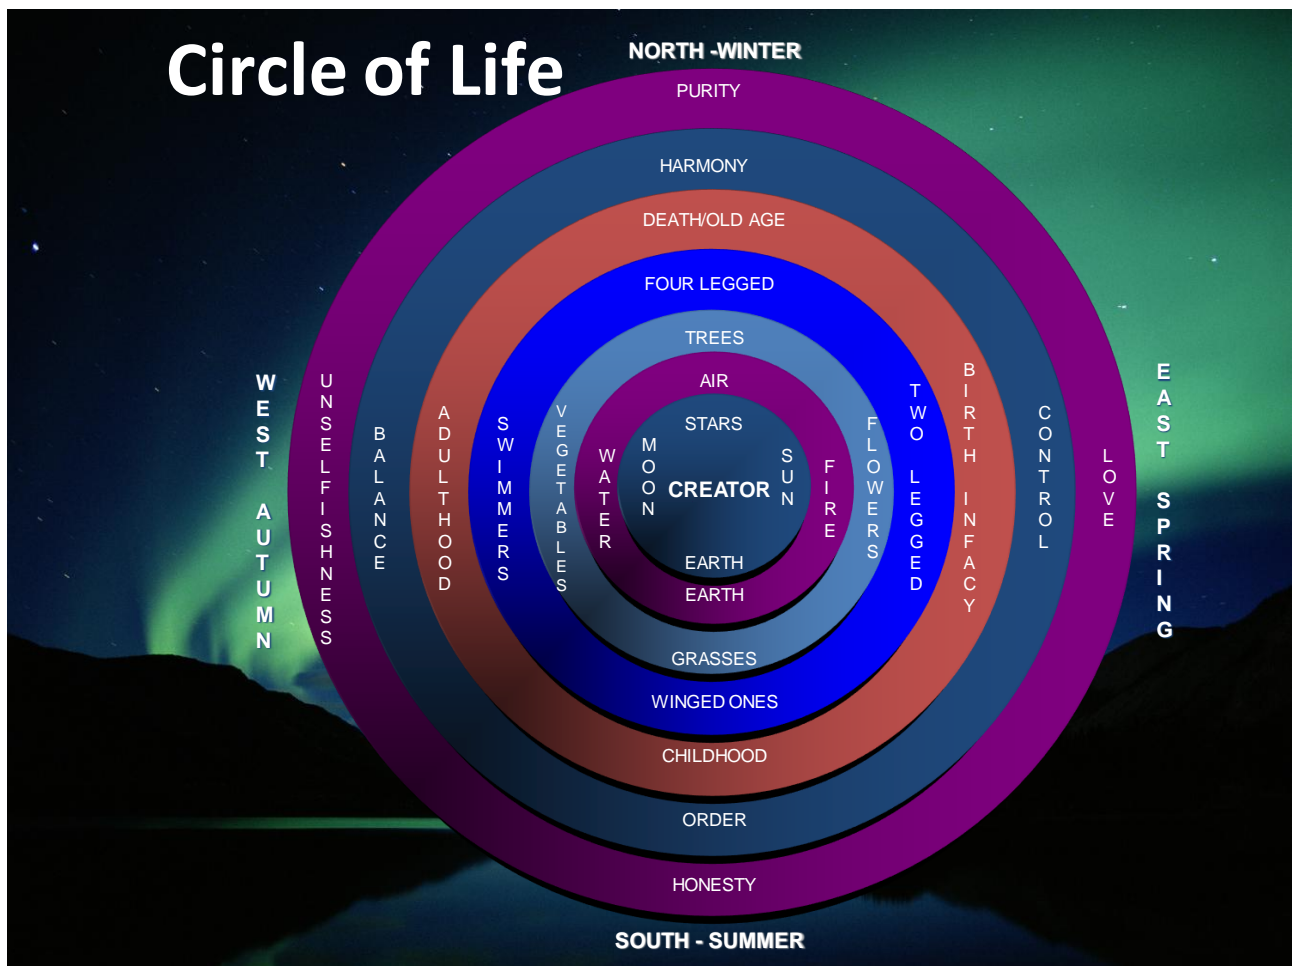 Circle of Life
NORTH -WINTER
PURITY
HARMONY
DEATH/OLD AGE
FOUR LEGGED
TREES
AIR
STARS
WEST AUTUMN
UNSELFISHNESS
BALANCE
ADULTHOOD
SWIMMERS
VEGETABLES
WATER
MOON
CREATOR
SUN
FIRE
FLOWERS
TWO LEGGED
BIRTH INFACY
CONTROL
LOVE
EAST SPRING
EARTH
EARTH
GRASSES
WINGED ONES
CHILDHOOD
ORDER
HONESTY
SOUTH - SUMMER